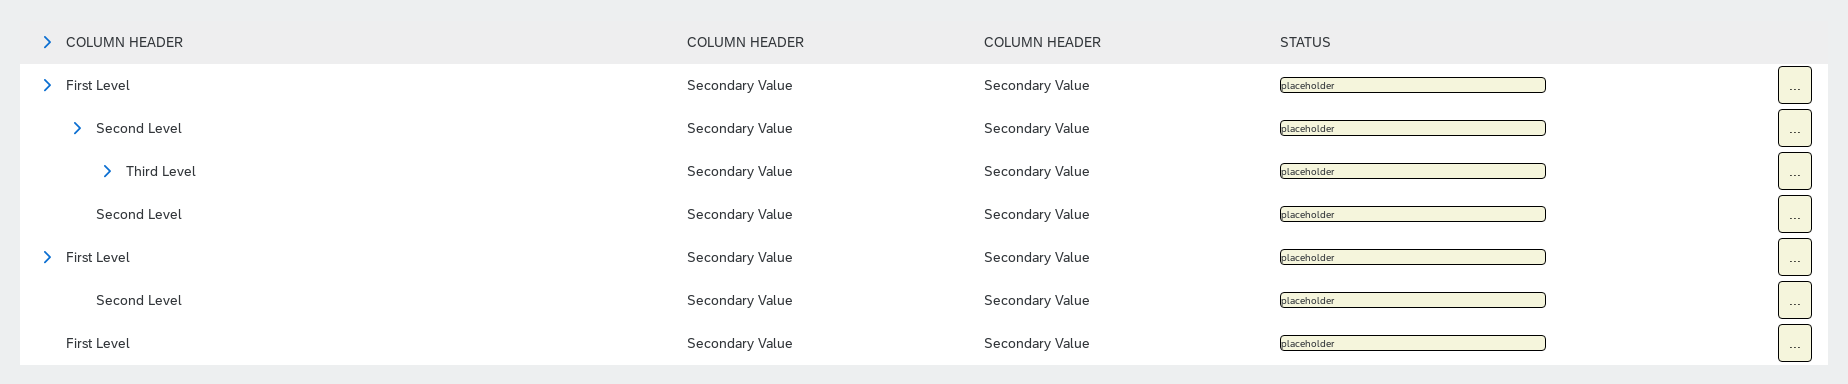 COLUMN HEADER COLUMN HEADER COLUMN HEADER STATUS
First Level Secondary Value Secondary Value placeholder ...
Second Level Secondary Value Secondary Value placeholder ...
Third Level Secondary Value Secondary Value placeholder ...
Second Level Secondary Value Secondary Value placeholder ...
First Level Secondary Value Secondary Value placeholder ...
Second Level Secondary Value Secondary Value placeholder ...
First Level Secondary Value Secondary Value placeholder ...